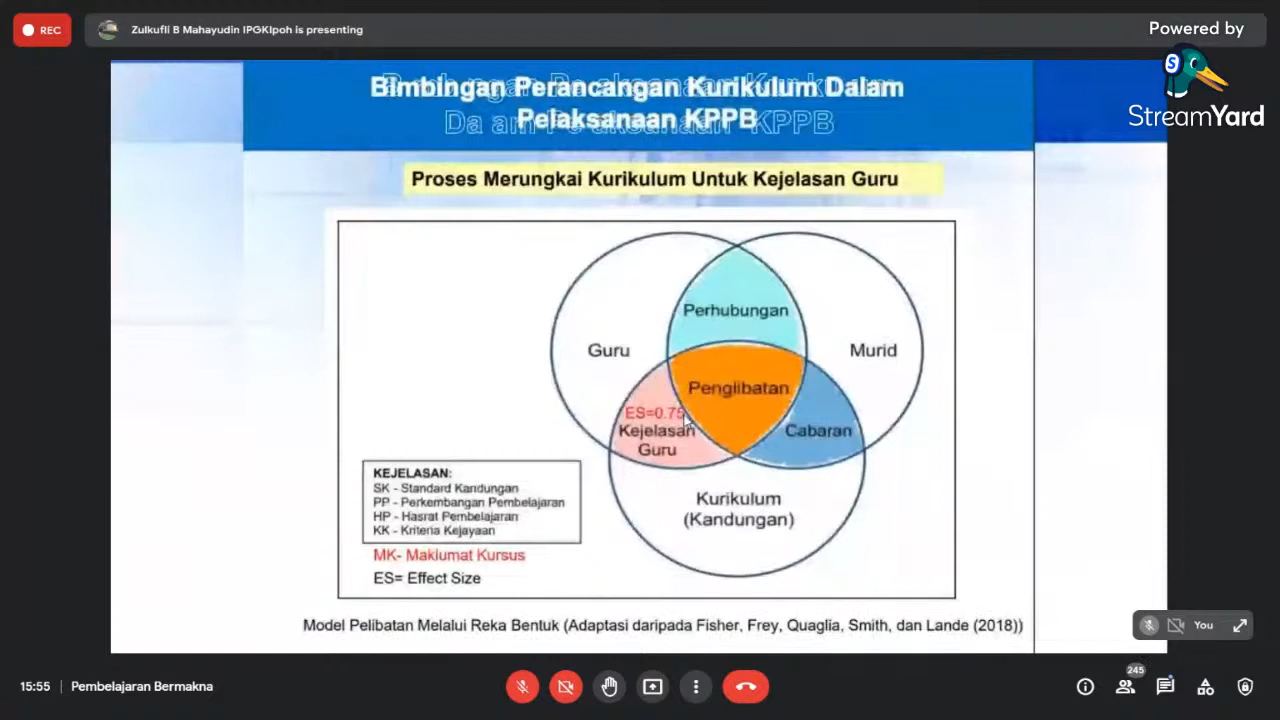 REC
Zulkufli B Mahayudin IPGKIpoh is presenting
Powered by
S
StreamYard
Bimbingan Perancangan Kurikulum Dalam
Pelaksanaan KPPB
Proses Merungkai Kurikulum Untuk Kejelasan Guru
Perhubungan
Guru
Murid
Penglibatan
ES=0.75
Kejelasan
Guru
Cabaran
Kurikulum
(Kandungan)
KEJELASAN:
SK - Standard Kandungan
PP - Perkembangan Pembelajaran
HP - Hasrat Pembelajaran
KK - Kriteria Kejayaan
MK- Maklumat Kursus
ES= Effect Size
Model Pelibatan Melalui Reka Bentuk (Adaptasi daripada Fisher, Frey, Quaglia, Smith, dan Lande (2018))
You
15:55 | Pembelajaran Bermakna
245